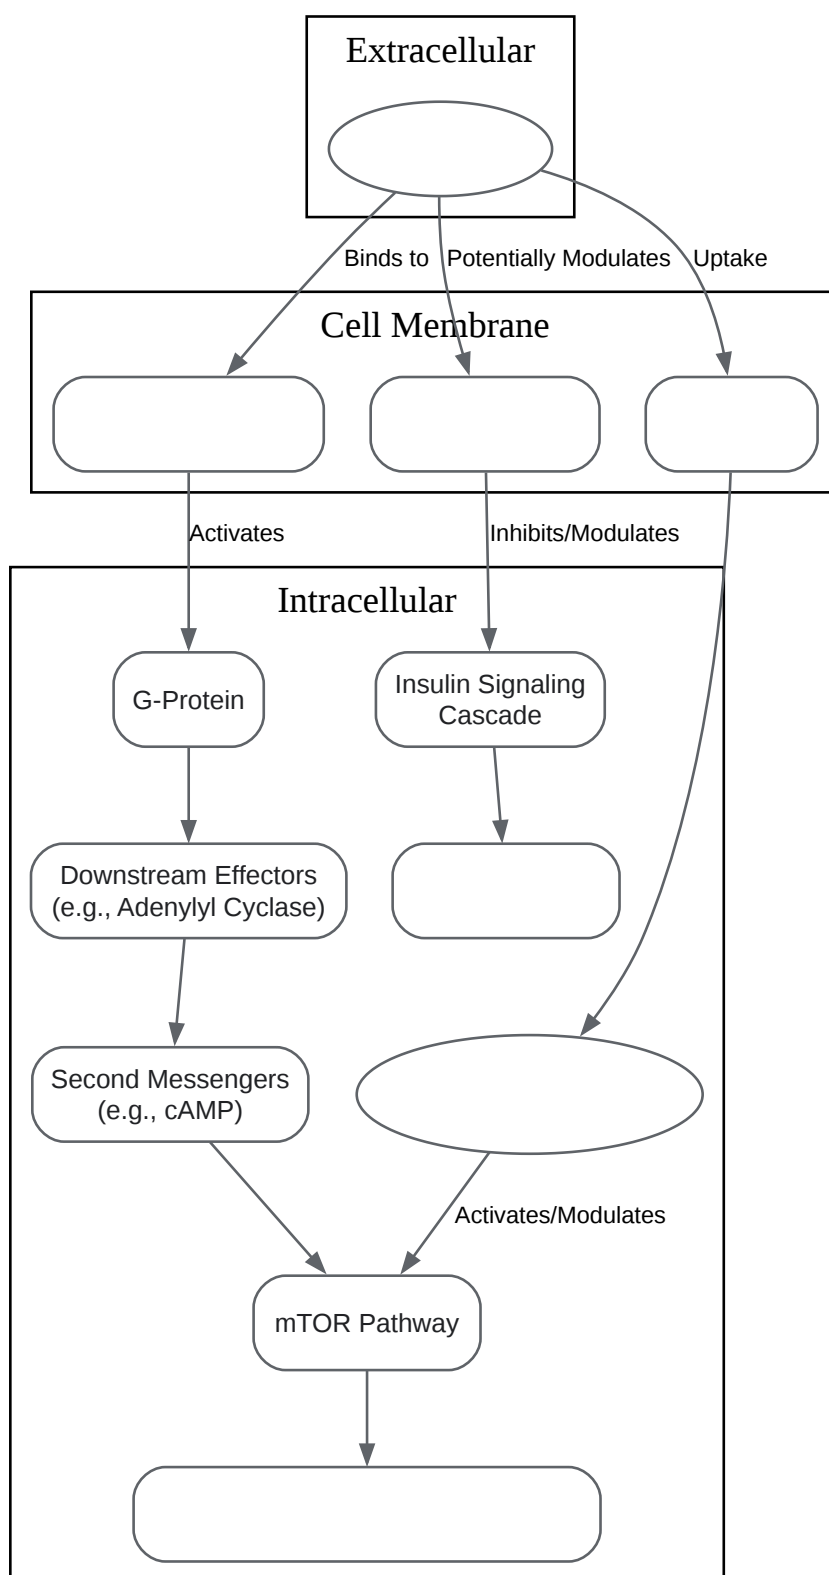 Extracellular
Binds to
Potentially Modulates
Uptake
Cell Membrane
Activates
Inhibits/Modulates
Intracellular
G-Protein
Insulin Signaling
Cascade
Downstream Effectors
(e.g., Adenylyl Cyclase)
Second Messengers
(e.g., cAMP)
Activates/Modulates
mTOR Pathway